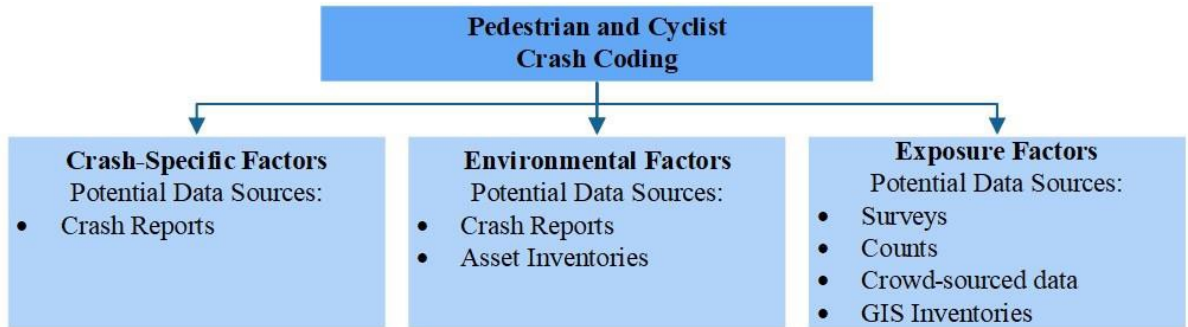 Pedestrian and Cyclist
Crash Coding
Crash-Specific Factors
Potential Data Sources:
• Crash Reports
Environmental Factors
Potential Data Sources:
• Crash Reports
• Asset Inventories
Exposure Factors
Potential Data Sources:
• Surveys
• Counts
• Crowd-sourced data
• GIS Inventories